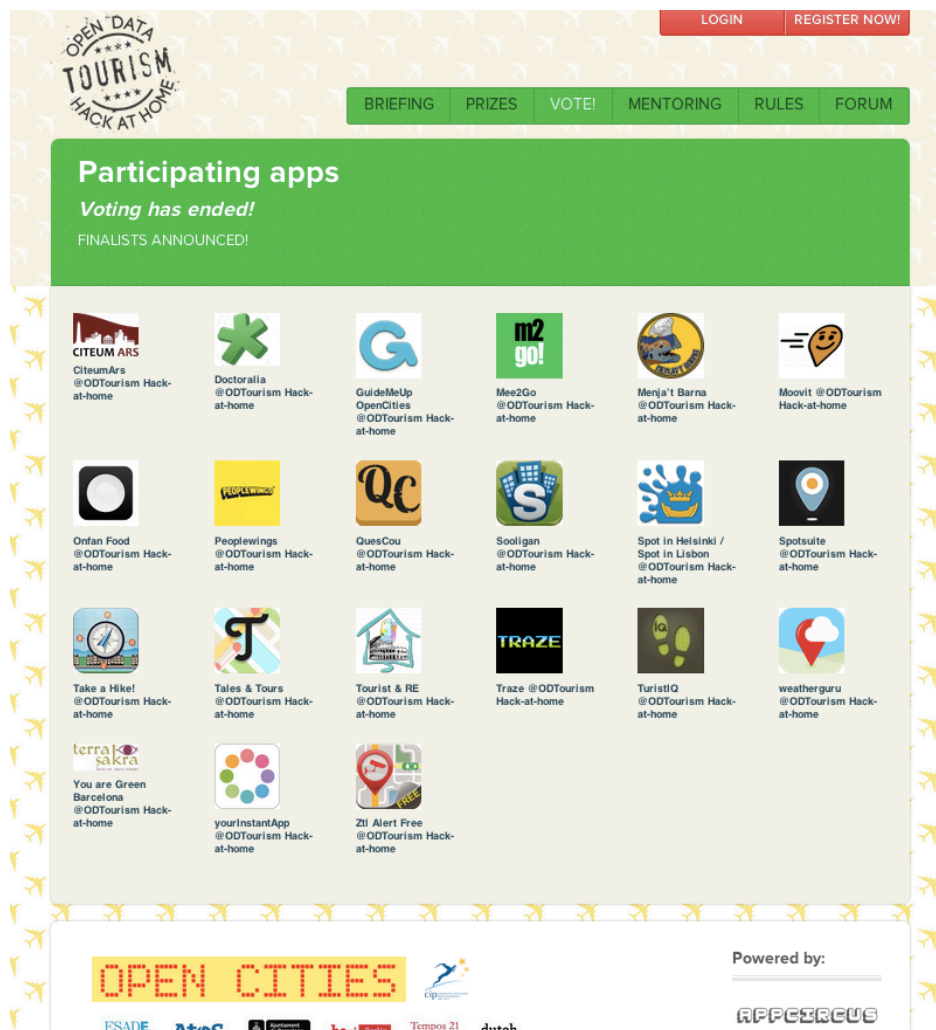 OPEN DATA
TOURISM
HACK AT HOME
LOGIN
REGISTER NOW!
BRIEFING
PRIZES
VOTE!
MENTORING
RULES
FORUM
Participating apps
Voting has ended!
FINALISTS ANNOUNCED!
CITEUM ARS
CiteumArs
@ODTourism Hack-
at-home
Doctoralia
@ODTourism Hack-
at-home
GuideMeUp
OpenCities
@ODTourism Hack-
at-home
m2
go!
Mee2Go
@ODTourism Hack-
at-home
Menja't Barna
@ODTourism Hack-
at-home
Moovit @ODTourism
Hack-at-home
Onfan Food
@ODTourism Hack-
at-home
PEOPLEWINGS
Peoplewings
@ODTourism Hack-
at-home
QC
QuesCou
@ODTourism Hack-
at-home
S
Sooligan
@ODTourism Hack-
at-home
Spot in Helsinki /
Spot in Lisbon
@ODTourism Hack-
at-home
Spotsuite
@ODTourism Hack-
at-home
Take a Hike!
@ODTourism Hack-
at-home
T
Tales & Tours
@ODTourism Hack-
at-home
Tourist & RE
@ODTourism Hack-
at-home
TRAZE
Traze @ODTourism
Hack-at-home
iQ
TuristIQ
@ODTourism Hack-
at-home
weatherguru
@ODTourism Hack-
at-home
terra
sakra
You are Green
Barcelona
@ODTourism Hack-
at-home
yourInstantApp
@ODTourism Hack-
at-home
FREE
Ztl Alert Free
@ODTourism Hack-
at-home
OPEN CITIES
cip
Powered by:
APPCIRCUS
ESADE
AtoS
Ajuntament
Tempos 21
dutch